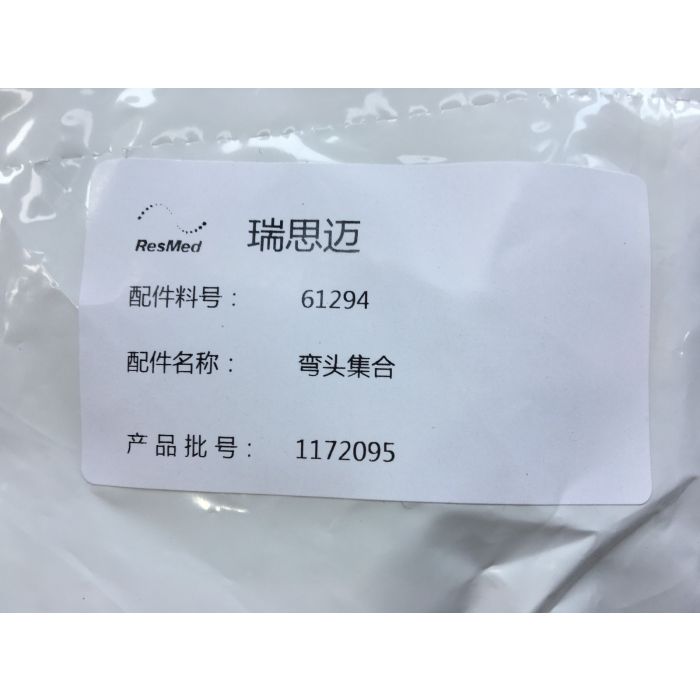 ResMed 瑞思迈
配件料号： 61294
配件名称： 弯头集合
产品批号： 1172095